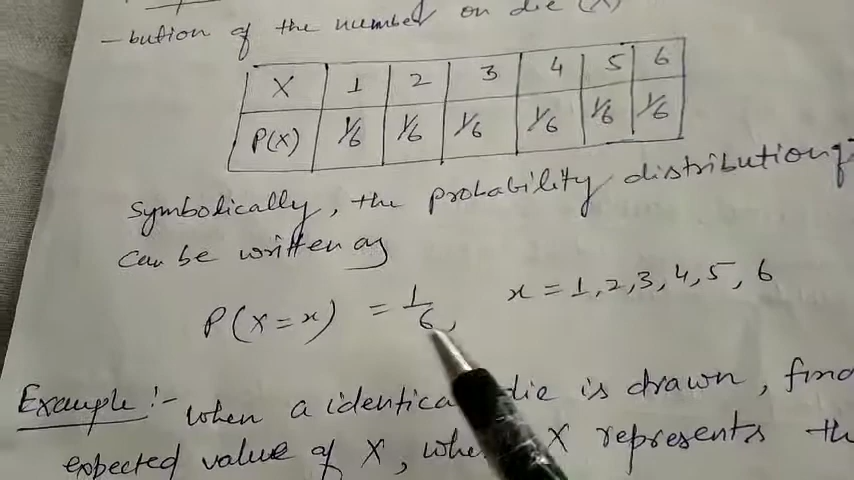 -bution of the number on die (X)
X 1 2 3 4 5 6
P(X) 1/6 1/6 1/6 1/6 1/6 1/6
Symbolically, the probability distribution of
can be written as
P(X=x) = 1/6, x = 1,2,3,4,5,6
Example:- when a identical die is drawn, find
expected value of X, where X represents the